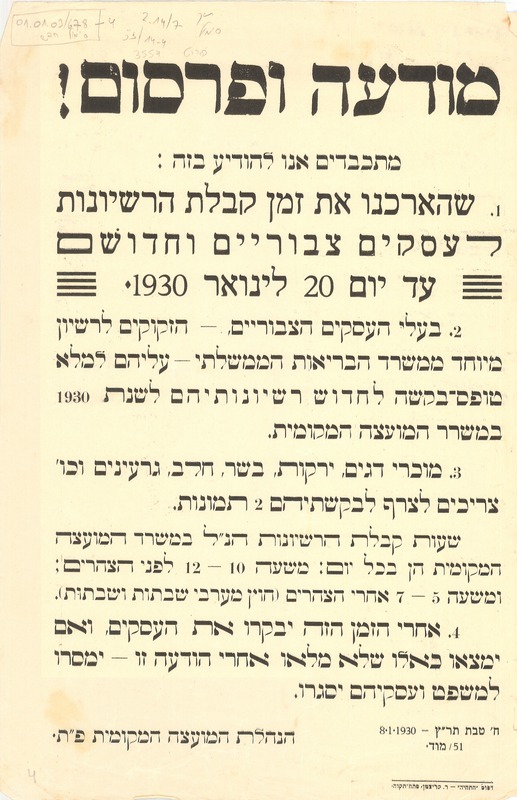 01.01.03/478-4
2.14/7
3554
מודעה ופרסום!
מתכבדים אנו להודיע בזה:
1. שהארכנו את זמן קבלת הרשיונות
לעסקים צבוריים וחדושם
עד יום 20 לינואר 1930.
2. בעלי העסקים הצבוריים, — הזקוקים לרשיון
מיוחד ממשרד הבריאות הממשלתי — עליהם למלא
טופס־בקשה לחדוש רשיונותיהם לשנת 1930
במשרר המועצה המקומית.
3. מוכרי דגים, ירקות, בשר, חלב, גרעינים וכו'
צריכים לצרף לבקשתיהם 2 תמונות.
שעות קבלת הרשיונות הנ"ל במשרד המועצה
המקומית הן בכל יום: משעה 10 — 12 לפני הצהרים;
ומשעה 5 — 7 אחרי הצהרים (חוץ מערבי שבתות ושבתות).
4. אחרי הזמן הזה יבקרו את העסקים, ואם
ימצאו כאלו שלא מלאו אחרי הודעה זו — ימסרו
למשפט ועסקיהם יסגרו.
ח' טבת תר"ץ — 8.1.1930
51/מוד.
הנהלת המועצה המקומית פ"ת.
דפוס "התחיה" — ר. קריצמן, פתח־תקוה.
4